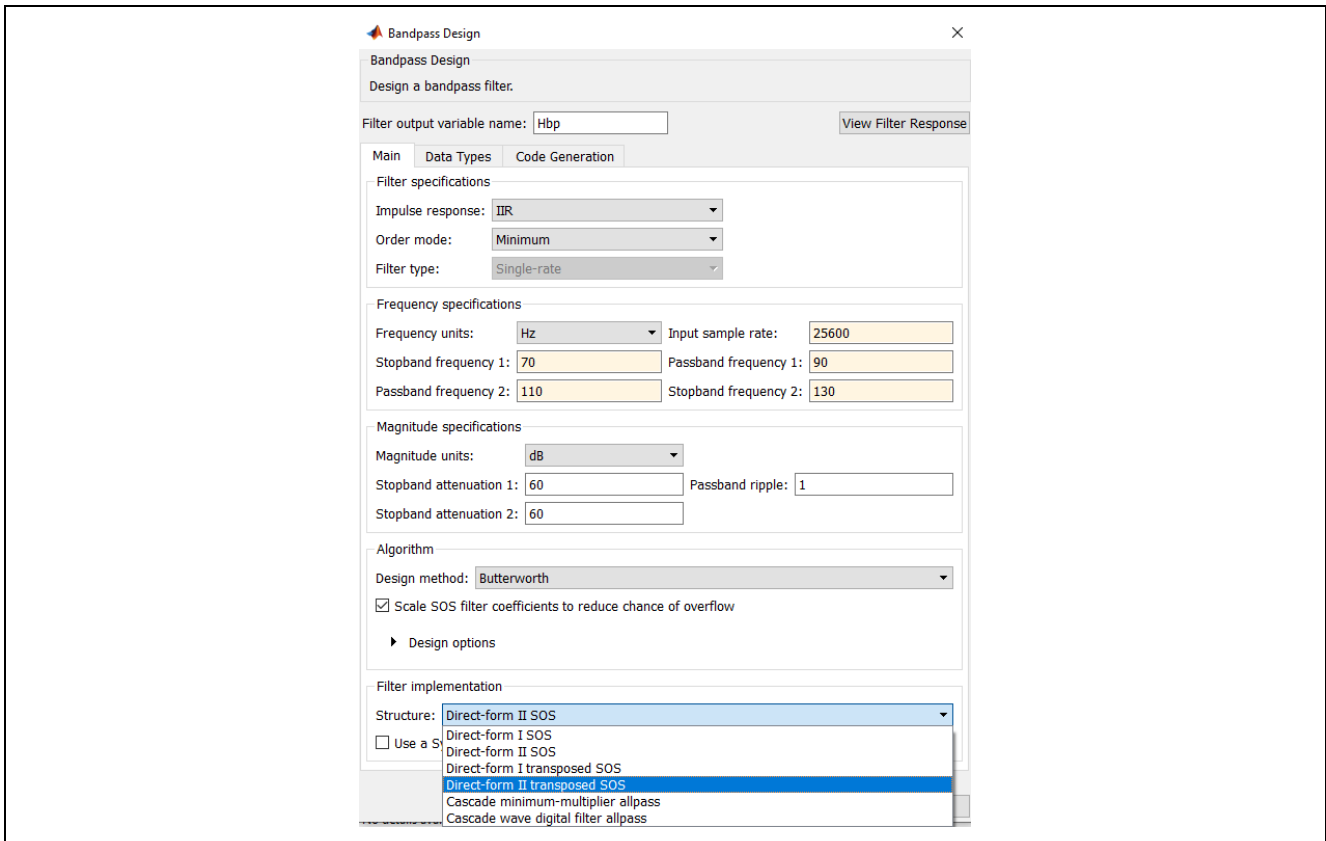 Bandpass Design
Bandpass Design
Design a bandpass filter.
Filter output variable name: Hbp View Filter Response
Main Data Types Code Generation
Filter specifications
Impulse response: IIR
Order mode: Minimum
Filter type: Single-rate
Frequency specifications
Frequency units: Hz Input sample rate: 25600
Stopband frequency 1: 70 Passband frequency 1: 90
Passband frequency 2: 110 Stopband frequency 2: 130
Magnitude specifications
Magnitude units: dB
Stopband attenuation 1: 60 Passband ripple: 1
Stopband attenuation 2: 60
Algorithm
Design method: Butterworth
Scale SOS filter coefficients to reduce chance of overflow
Design options
Filter implementation
Structure: Direct-form II SOS
Direct-form I SOS
Use a Sy
Direct-form II SOS
Direct-form I transposed SOS
Direct-form II transposed SOS
Cascade minimum-multiplier allpass
Cascade wave digital filter allpass